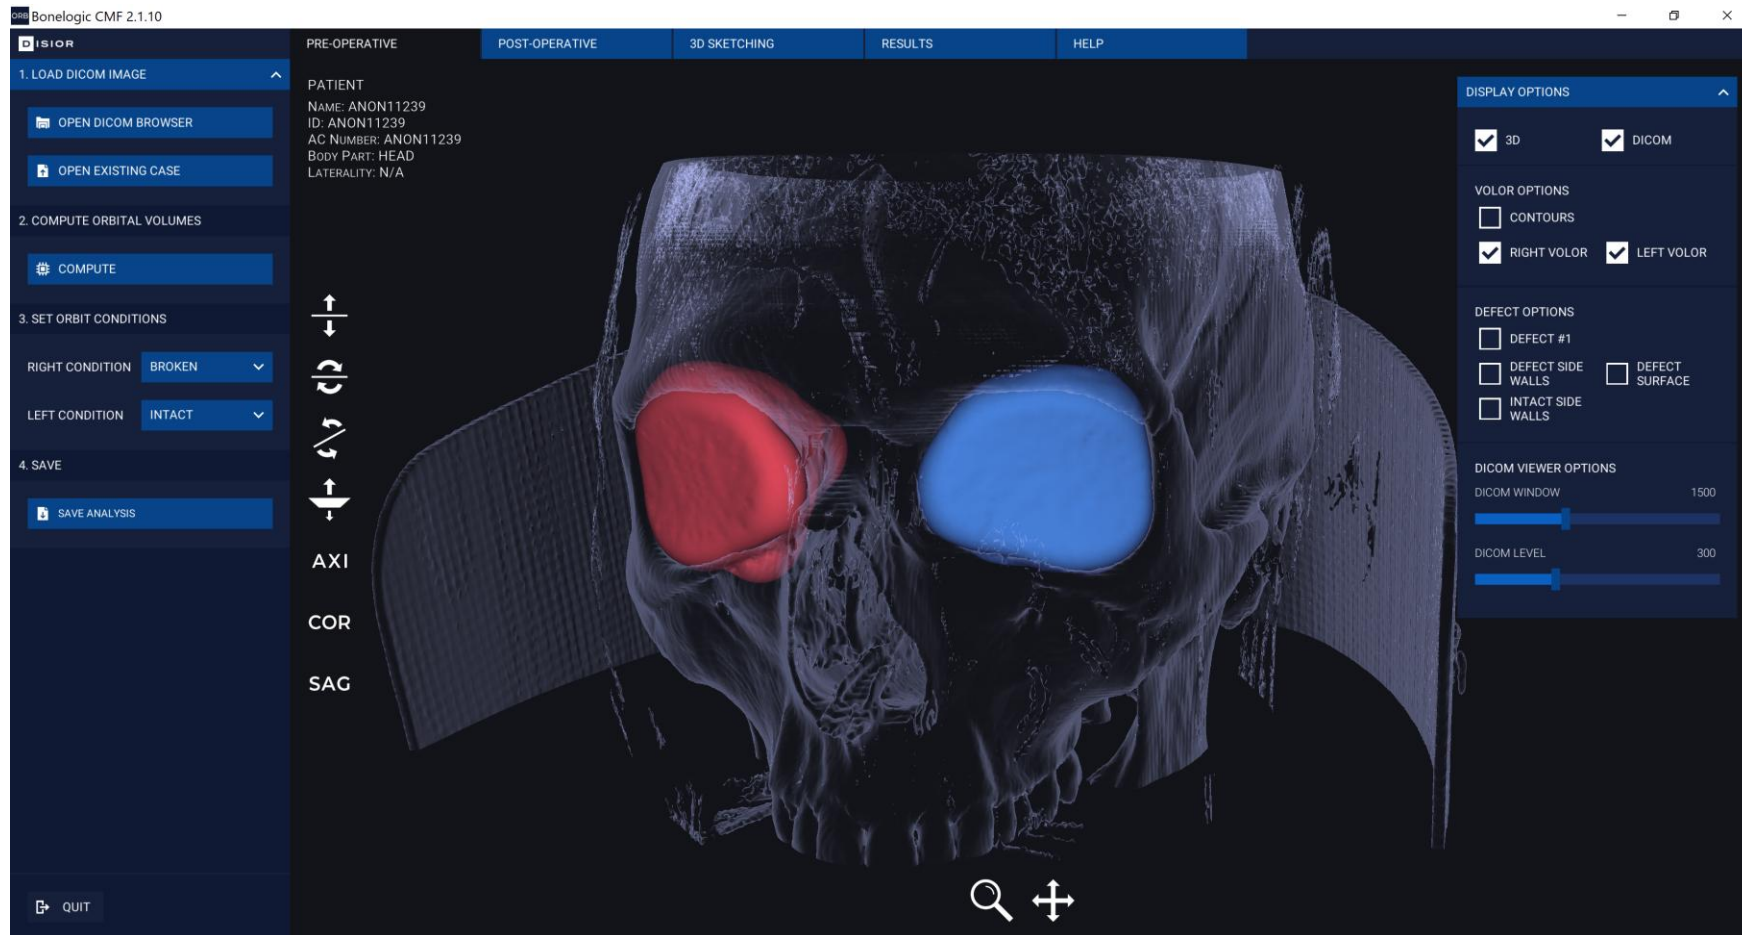 ORB Bonelogic CMF 2.1.10
DISIOR
PRE-OPERATIVE
POST-OPERATIVE
3D SKETCHING
RESULTS
HELP
1. LOAD DICOM IMAGE
OPEN DICOM BROWSER
OPEN EXISTING CASE
2. COMPUTE ORBITAL VOLUMES
COMPUTE
3. SET ORBIT CONDITIONS
RIGHT CONDITION BROKEN
LEFT CONDITION INTACT
4. SAVE
SAVE ANALYSIS
QUIT
PATIENT
NAME: ANON11239
ID: ANON11239
AC NUMBER: ANON11239
BODY PART: HEAD
LATERALITY: N/A
AXI
COR
SAG
DISPLAY OPTIONS
3D DICOM
VOLOR OPTIONS
CONTOURS
RIGHT VOLOR LEFT VOLOR
DEFECT OPTIONS
DEFECT #1
DEFECT SIDE
WALLS
DEFECT
SURFACE
INTACT SIDE
WALLS
DICOM VIEWER OPTIONS
DICOM WINDOW 1500
DICOM LEVEL 300